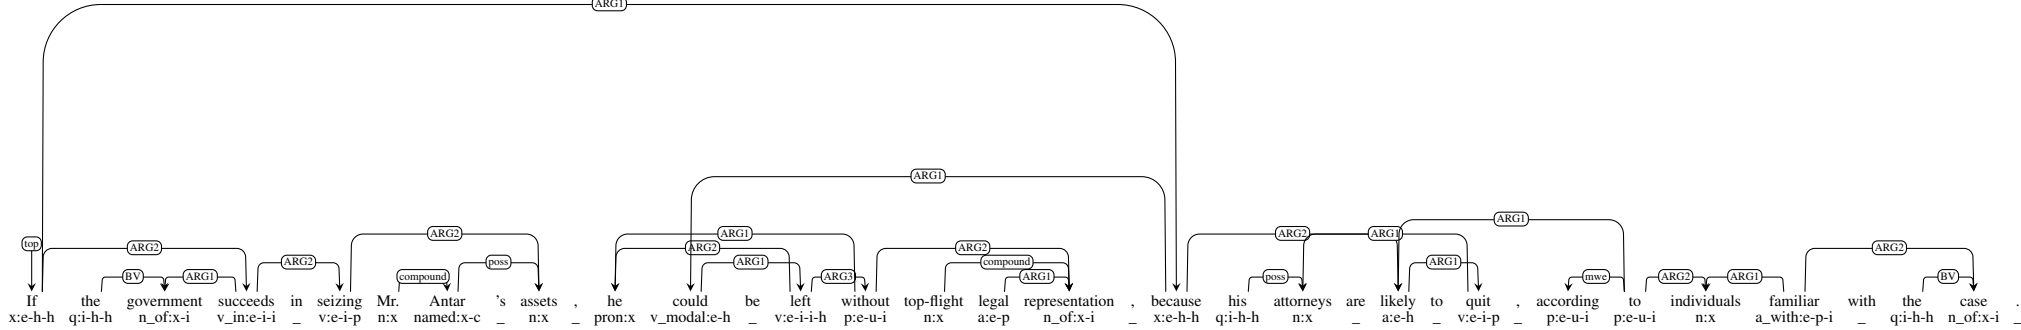 ARG1
ARG1
ARG1
ARG2 ARG1 ARG2 ARG1
top ARG2 ARG2 ARG2 ARG2
ARG2 poss ARG1 compound ARG1
BV ARG1 compound ARG3 ARG1 poss mwe ARG2 ARG1 BV
If the government succeeds in seizing Mr. Antar 's assets , he could be left without top-flight legal representation , because his attorneys are likely to quit , according to individuals familiar with the case .
x:e-h-h q:i-h-h n_of:x-i v_in:e-i-i _ v:e-i-p n:x named:x-c _ n:x _ pron:x v_modal:e-h _ v:e-i-i-h p:e-u-i n:x a:e-p n_of:x-i _ x:e-h-h q:i-h-h n:x _ a:e-h _ v:e-i-p _ p:e-u-i p:e-u-i n:x a_with:e-p-i _ q:i-h-h n_of:x-i _